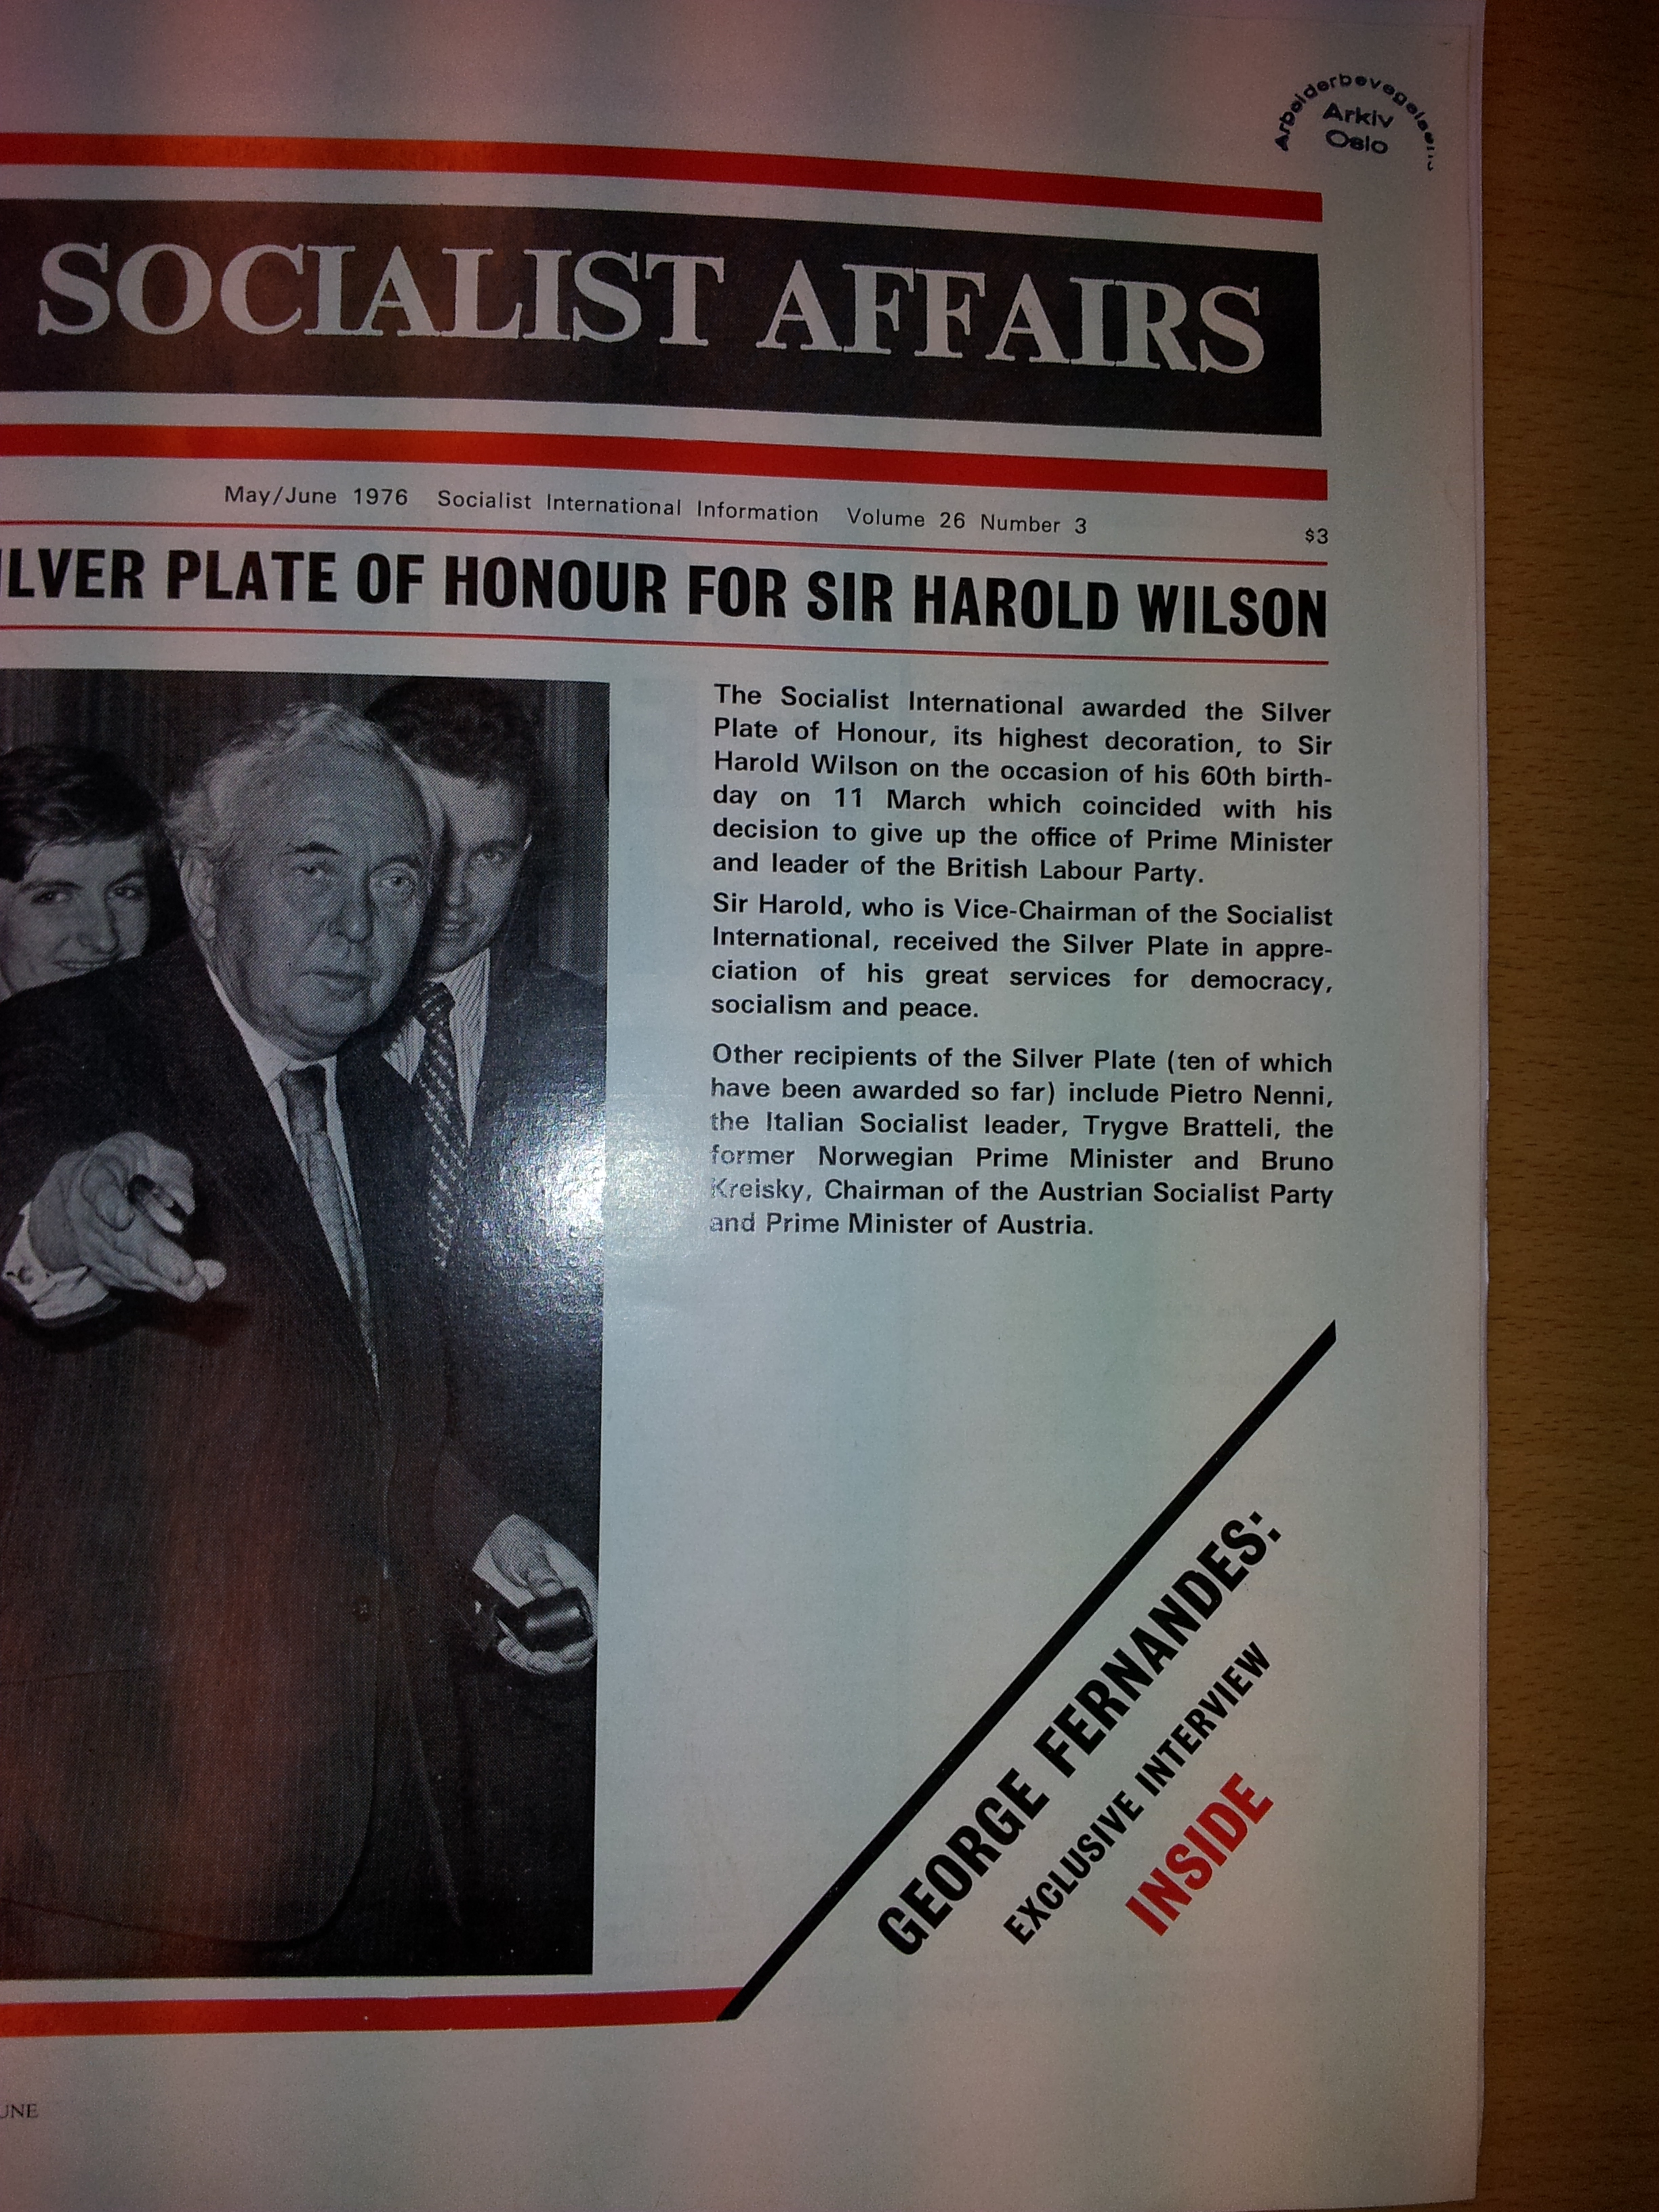 Arbeiderbevegelsens
Arkiv
Oslo
SOCIALIST AFFAIRS
May/June 1976 Socialist International Information Volume 26 Number 3
$3
ILVER PLATE OF HONOUR FOR SIR HAROLD WILSON
The Socialist International awarded the Silver
Plate of Honour, its highest decoration, to Sir
Harold Wilson on the occasion of his 60th birth-
day on 11 March which coincided with his
decision to give up the office of Prime Minister
and leader of the British Labour Party.
Sir Harold, who is Vice-Chairman of the Socialist
International, received the Silver Plate in appre-
ciation of his great services for democracy,
socialism and peace.
Other recipients of the Silver Plate (ten of which
have been awarded so far) include Pietro Nenni,
the Italian Socialist leader, Trygve Bratteli, the
former Norwegian Prime Minister and Bruno
Kreisky, Chairman of the Austrian Socialist Party
and Prime Minister of Austria.
GEORGE FERNANDES:
EXCLUSIVE INTERVIEW
INSIDE
UNE